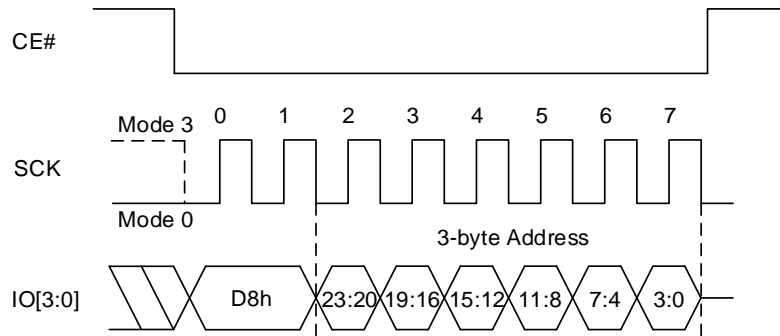 CE#
0 1 2 3 4 5 6 7
Mode 3
SCK
Mode 0
3-byte Address
IO[3:0]
D8h 23:20 19:16 15:12 11:8 7:4 3:0